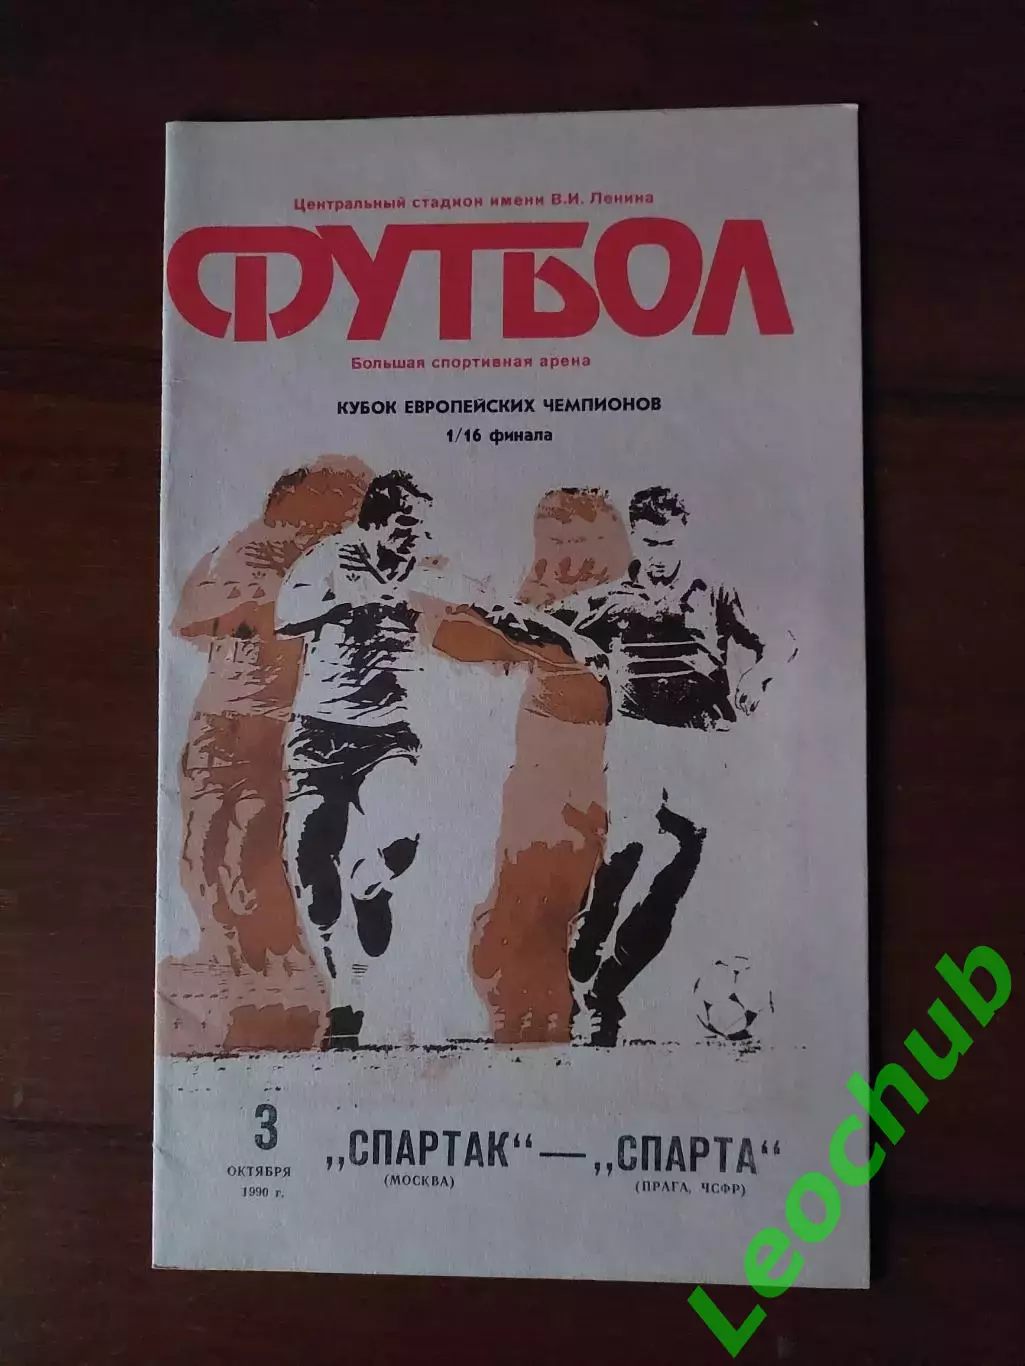 Центральный стадион имени В.И. Ленина
ФУТБОЛ
Большая спортивная арена
КУБОК ЕВРОПЕЙСКИХ ЧЕМПИОНОВ
1/16 финала
3
ОКТЯБРЯ
1990 г.
„СПАРТАК“ — „СПАРТА“
(МОСКВА) (ПРАГА, ЧСФР)
Leochub